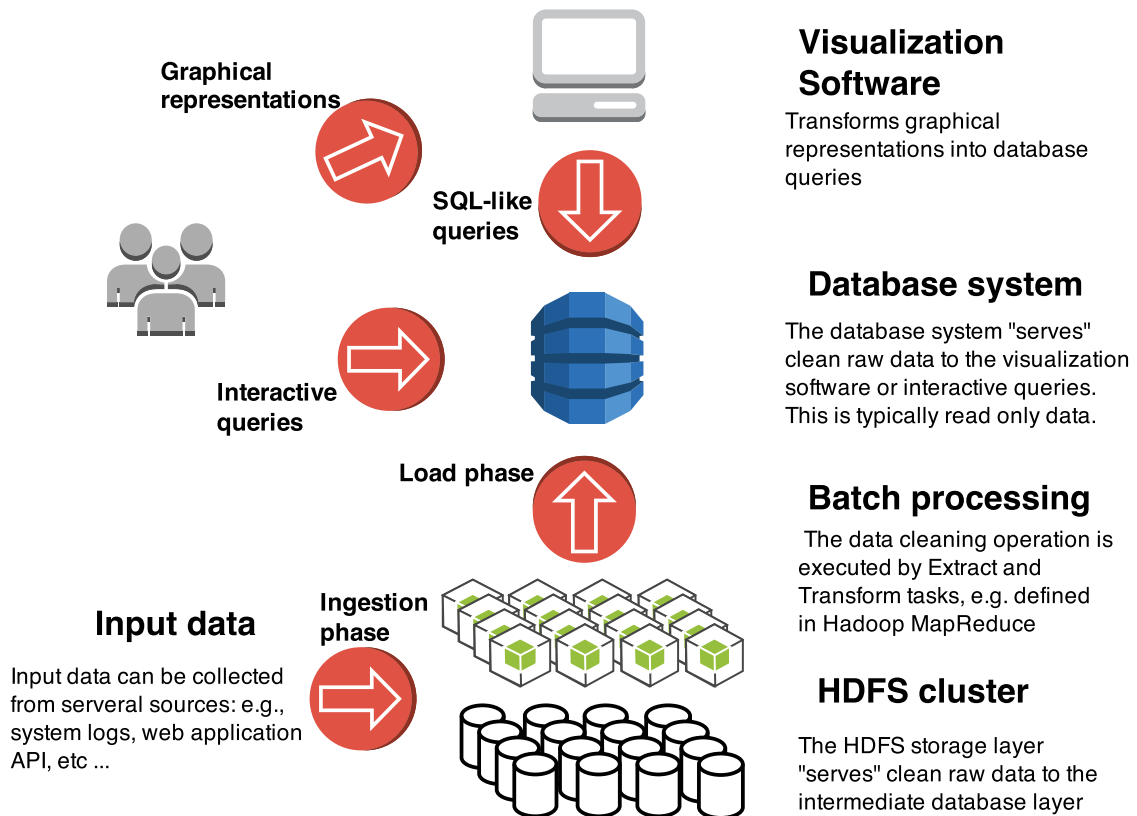 Graphical
representations
Visualization
Software
Transforms graphical
representations into database
queries
SQL-like
queries
Database system
The database system "serves"
clean raw data to the visualization
software or interactive queries.
This is typically read only data.
Interactive
queries
Load phase
Batch processing
The data cleaning operation is
executed by Extract and
Transform tasks, e.g. defined
in Hadoop MapReduce
Input data
Input data can be collected
from serveral sources: e.g.,
system logs, web application
API, etc ...
Ingestion
phase
HDFS cluster
The HDFS storage layer
"serves" clean raw data to the
intermediate database layer